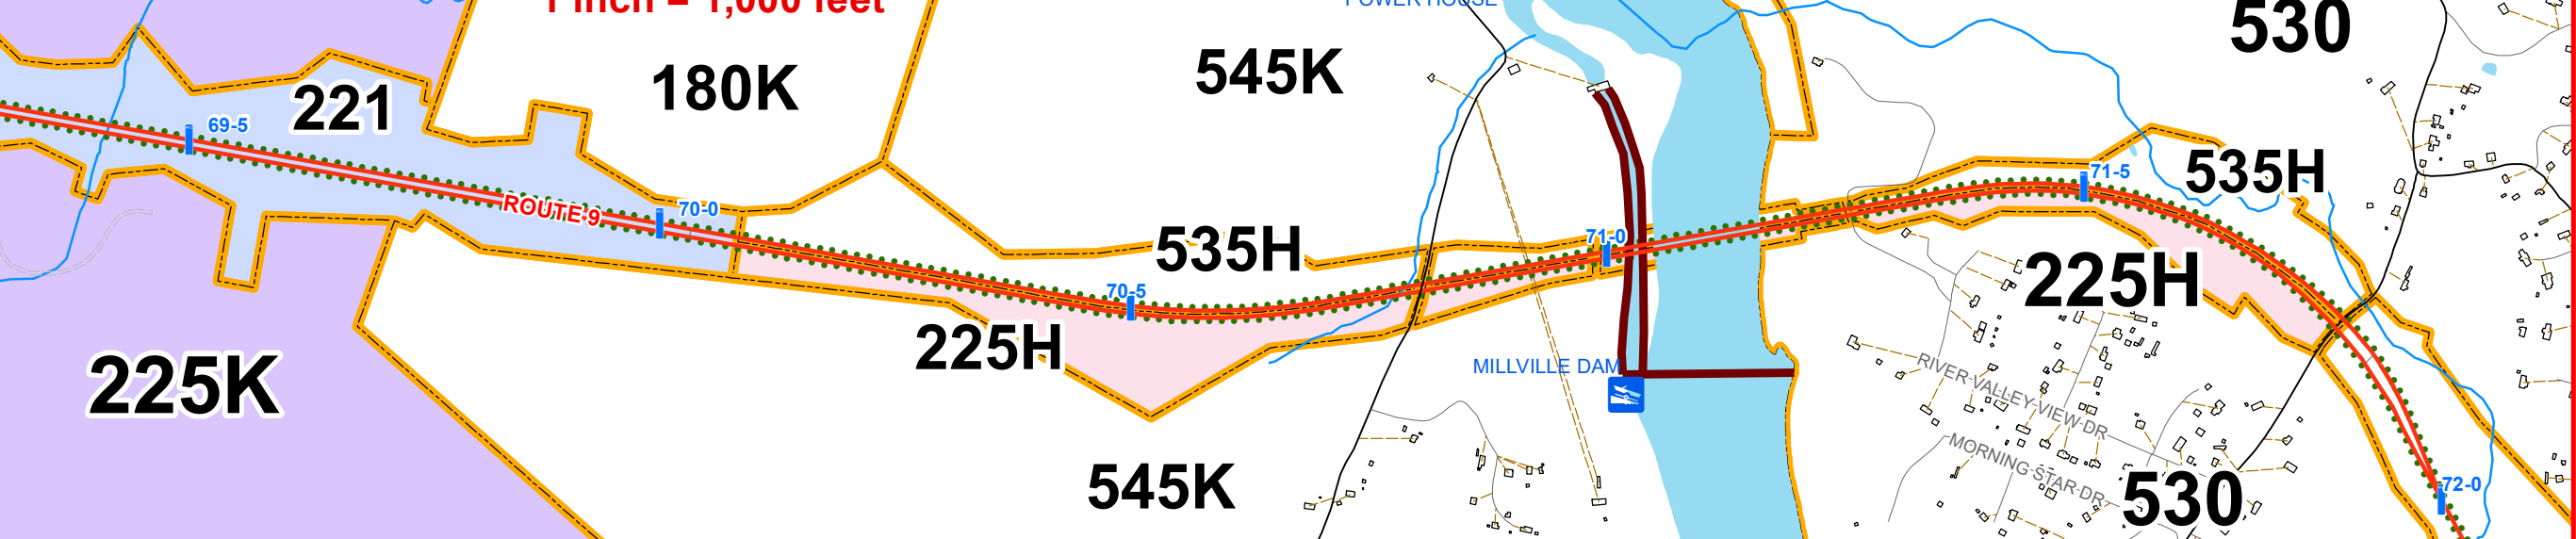 1 inch = 1,000 feet
POWERHOUSE
530
545K
180K
221
69-5
71-5
535H
ROUTE 9
70-0
71-0
535H
225H
70-5
225H
MILLVILLE DAM
225K
RIVER VALLEY VIEW DR
MORNING STAR DR
545K
530
72-0